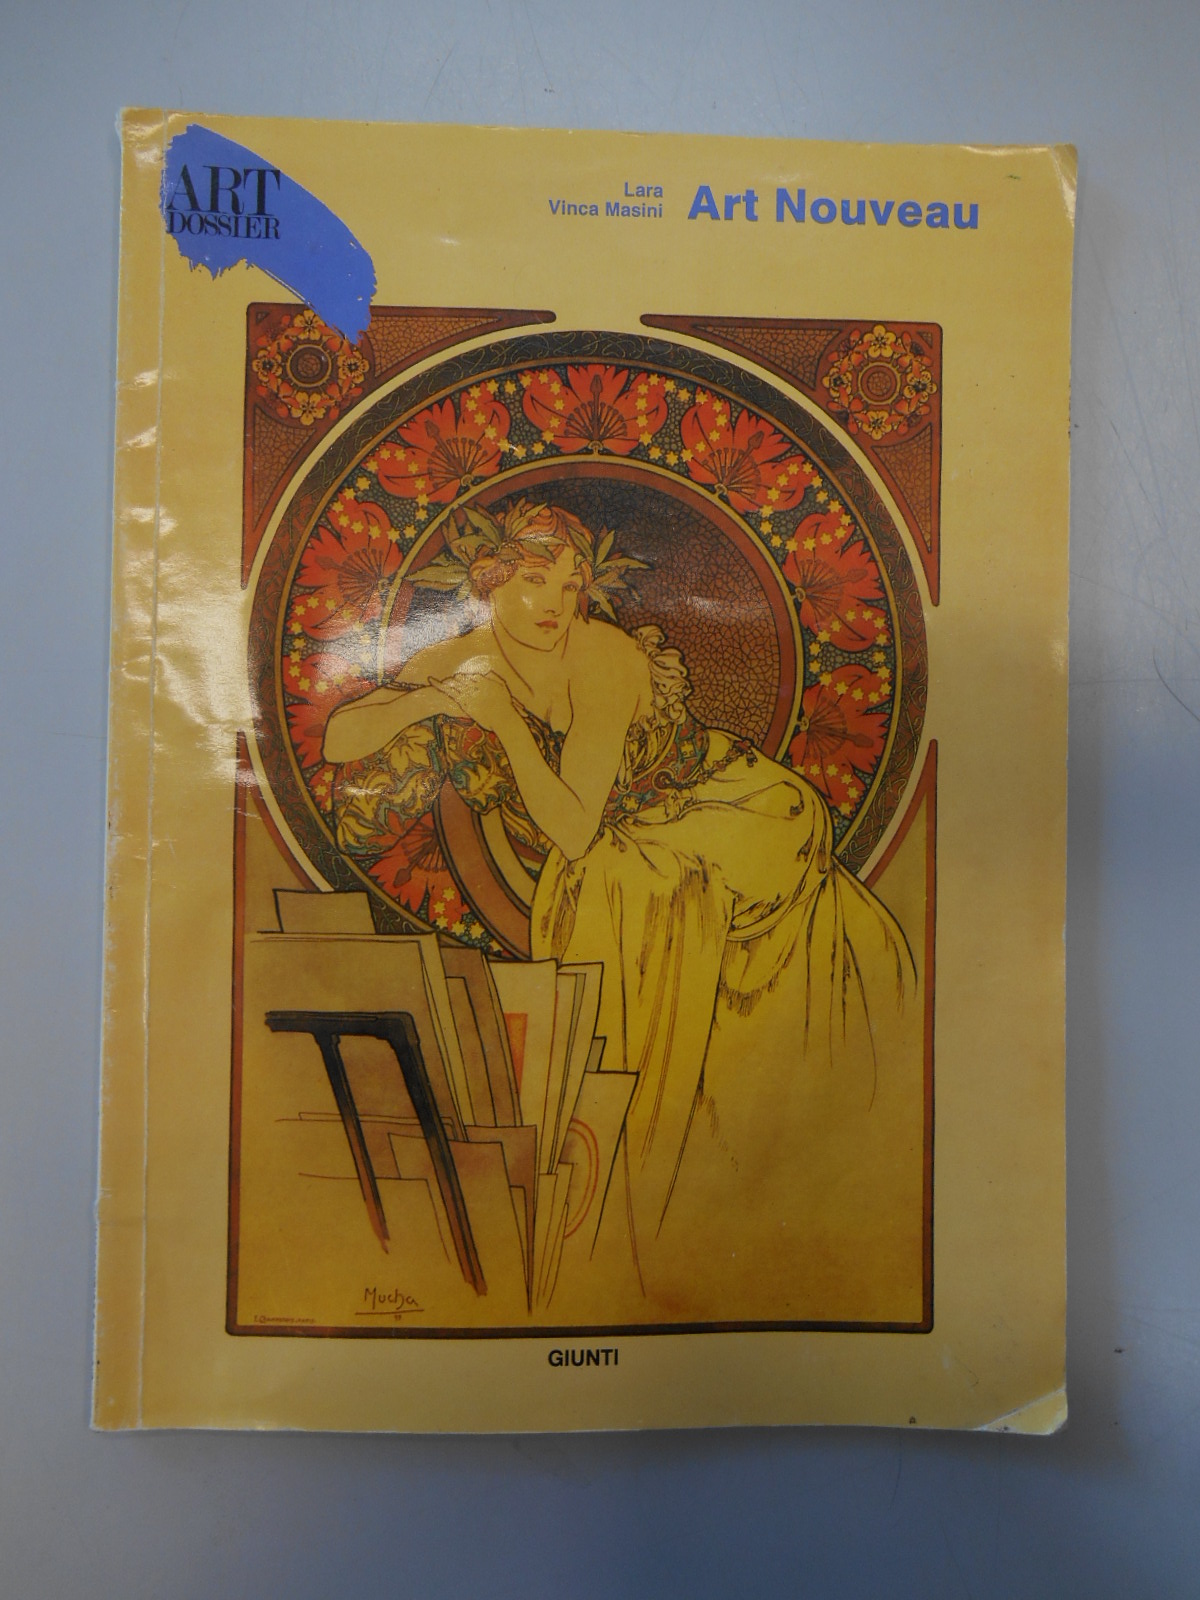 ART
DOSSIER
Lara
Vinca Masini
Art Nouveau
Mucha
GIUNTI